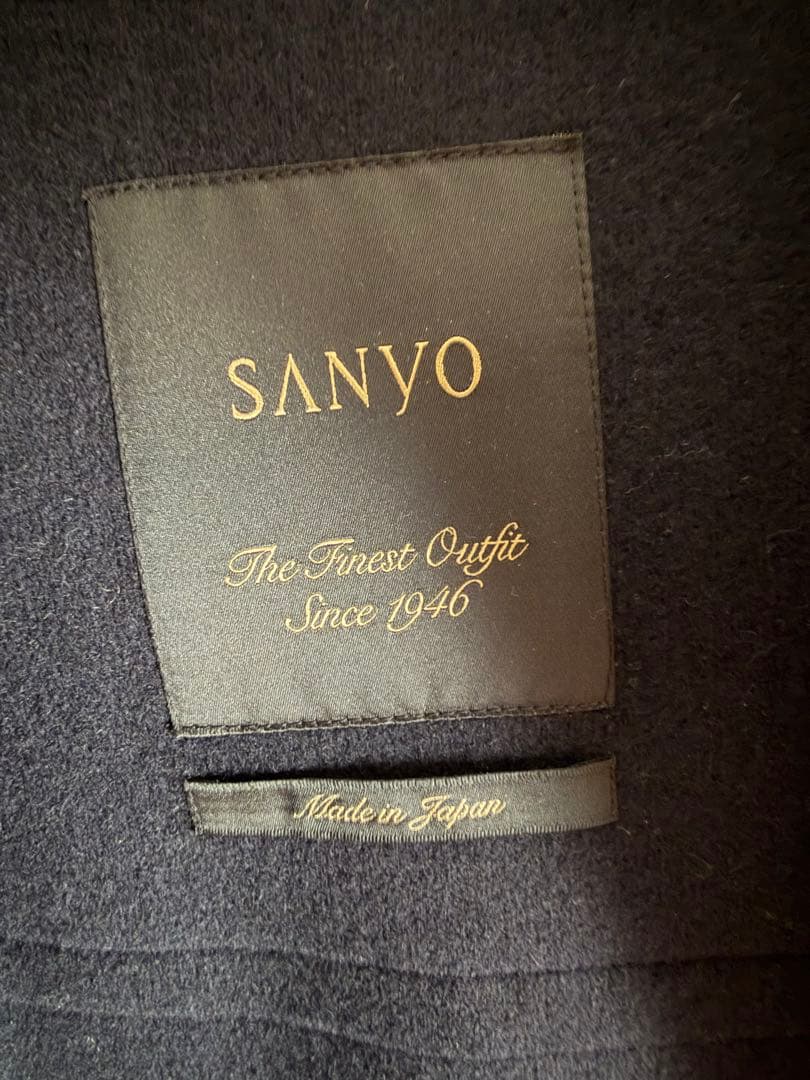 SANYO
The Finest Outfit
Since 1946
Made in Japan